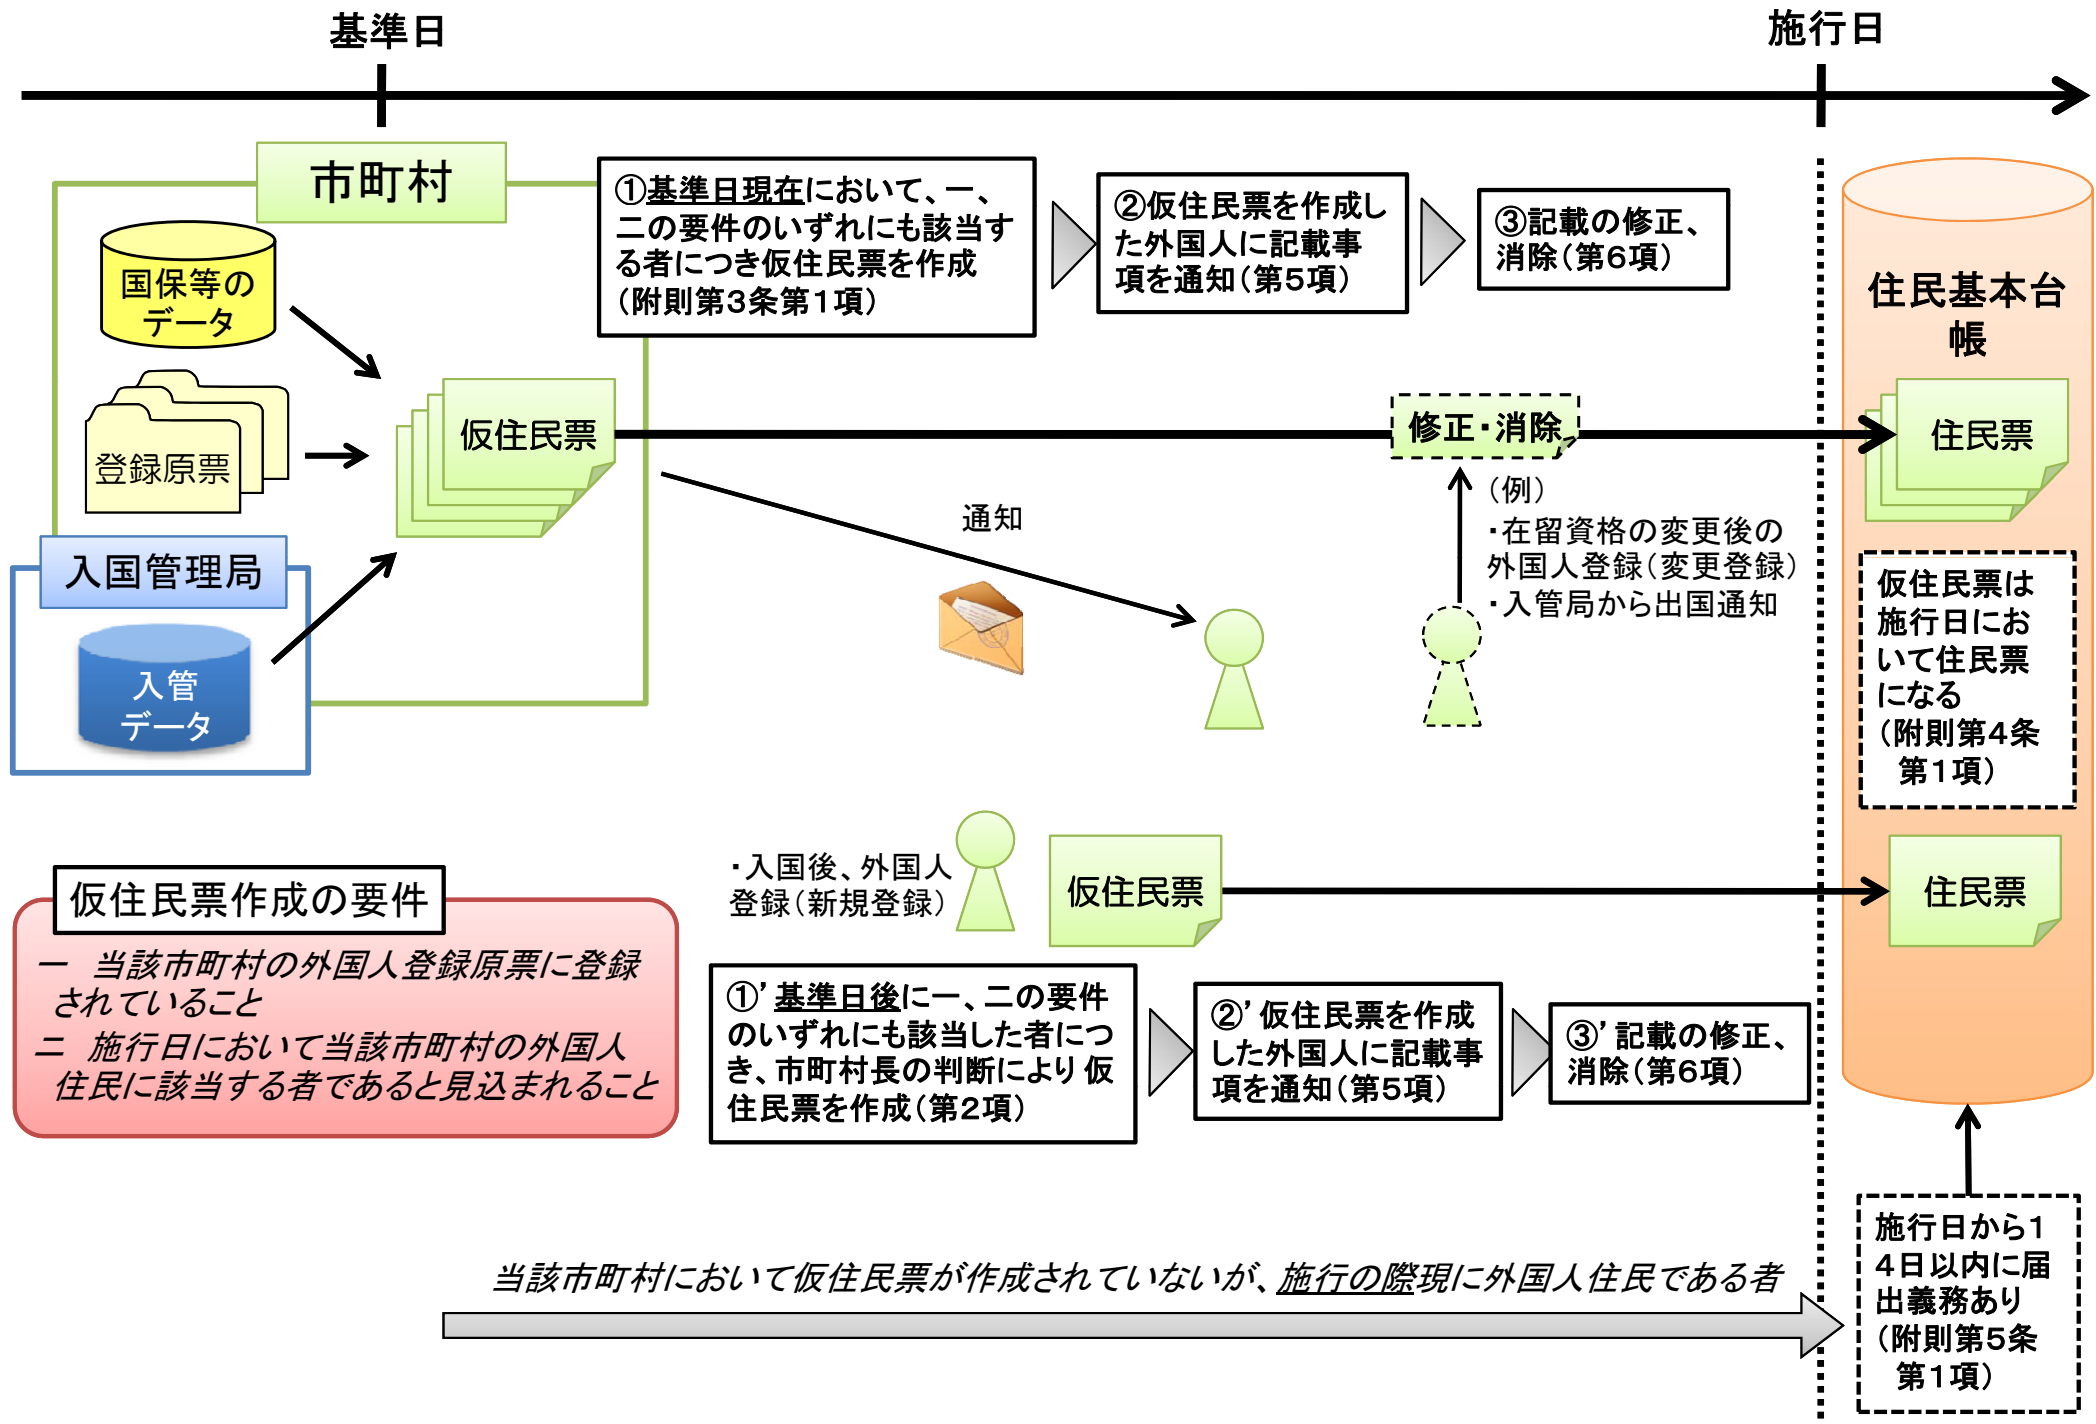 基準日
施行日
市町村
国保等の
データ
登録原票
入国管理局
入管
データ
仮住民票
①基準日現在において、一、
二の要件のいずれにも該当す
る者につき仮住民票を作成
（附則第３条第１項）
②仮住民票を作成し
た外国人に記載事
項を通知（第５項）
③記載の修正、
消除（第６項）
修正・消除
通知
（例）
・在留資格の変更後の
外国人登録（変更登録）
・入管局から出国通知
住民基本台
帳
住民票
仮住民票は
施行日にお
いて住民票
になる
（附則第４条
第１項）
・入国後、外国人
登録（新規登録）
仮住民票
住民票
仮住民票作成の要件
一　当該市町村の外国人登録原票に登録
されていること
二　施行日において当該市町村の外国人
住民に該当する者であると見込まれること
①’基準日後に一、二の要件
のいずれにも該当した者につ
き、市町村長の判断により仮
住民票を作成（第２項）
②’仮住民票を作成
した外国人に記載事
項を通知（第５項）
③’記載の修正、
消除（第６項）
当該市町村において仮住民票が作成されていないが、施行の際現に外国人住民である者
施行日から１
４日以内に届
出義務あり
（附則第５条
第１項）